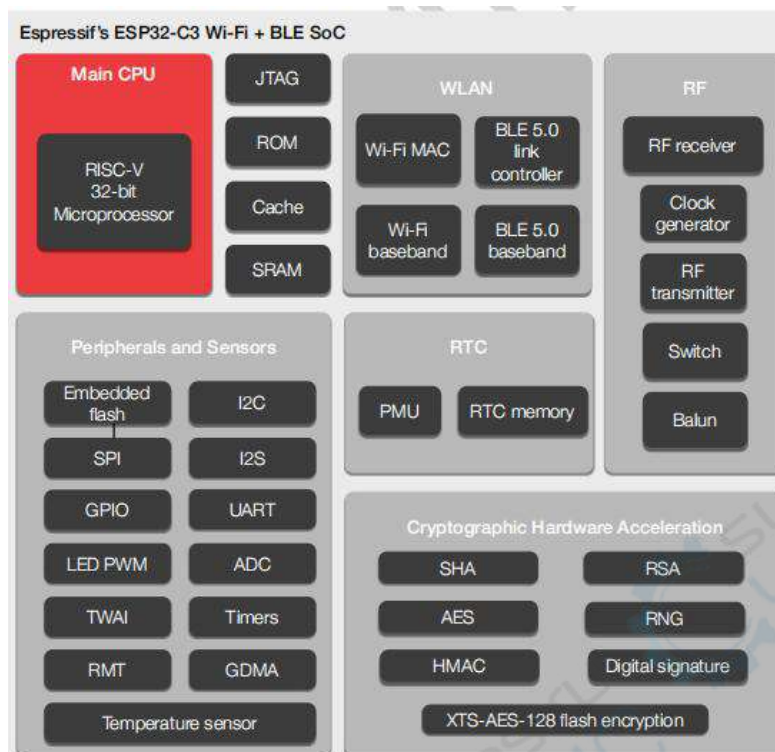 Espressif's ESP32-C3 Wi-Fi + BLE SoC
Main CPU
RISC-V
32-bit
Microprocessor
JTAG
ROM
Cache
SRAM
WLAN
Wi-Fi MAC
BLE 5.0
link
controller
Wi-Fi
baseband
BLE 5.0
baseband
RF
RF receiver
Clock
generator
RF
transmitter
Switch
Balun
Peripherals and Sensors
Embedded
flash
I2C
SPI
I2S
GPIO
UART
LED PWM
ADC
TWAI
Timers
RMT
GDMA
Temperature sensor
RTC
PMU
RTC memory
Cryptographic Hardware Acceleration
SHA
RSA
AES
RNG
HMAC
Digital signature
XTS-AES-128 flash encryption